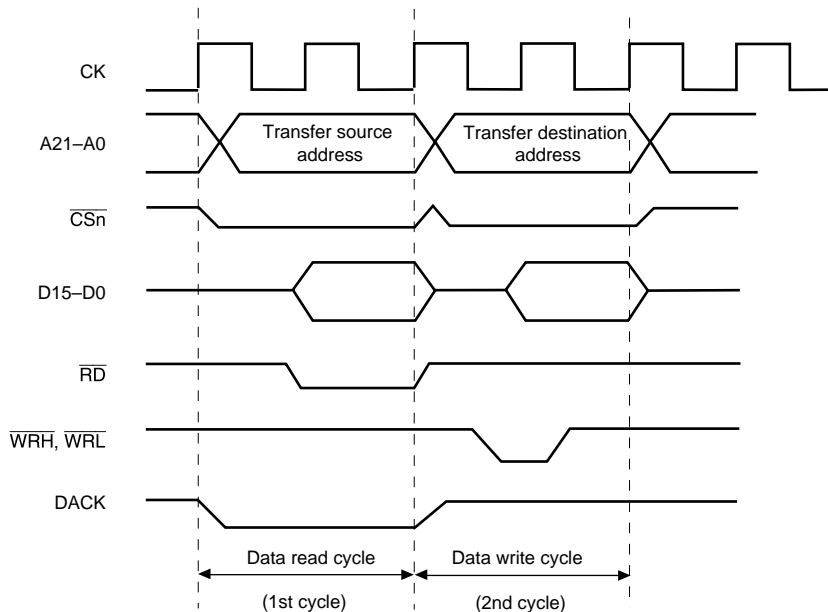 CK
A21–A0
Transfer source
address
Transfer destination
address
CSn
D15–D0
RD
WRH, WRL
DACK
Data read cycle
Data write cycle
(1st cycle)
(2nd cycle)